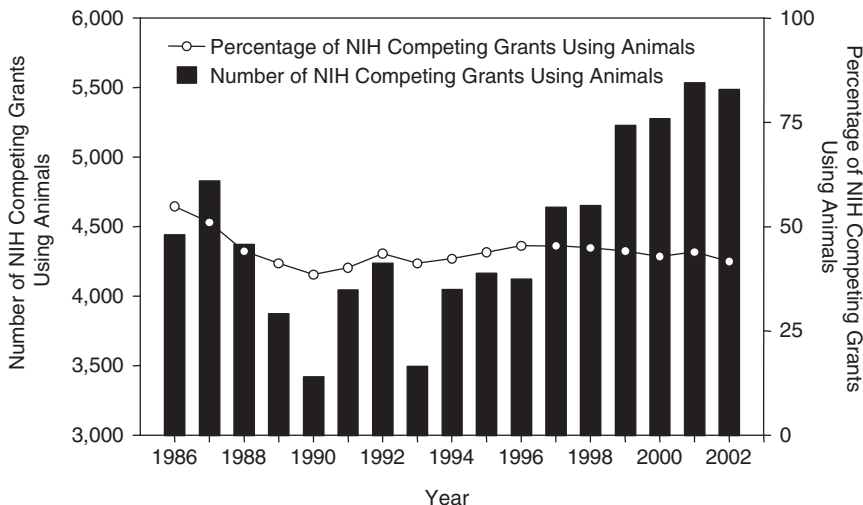 Percentage of NIH Competing Grants Using Animals
Number of NIH Competing Grants Using Animals
Number of NIH Competing Grants
Using Animals
6,000
5,500
5,000
4,500
4,000
3,500
3,000
100
75
50
25
0
Percentage of NIH Competing Grants
Using Animals
1986 1988 1990 1992 1994 1996 1998 2000 2002
Year